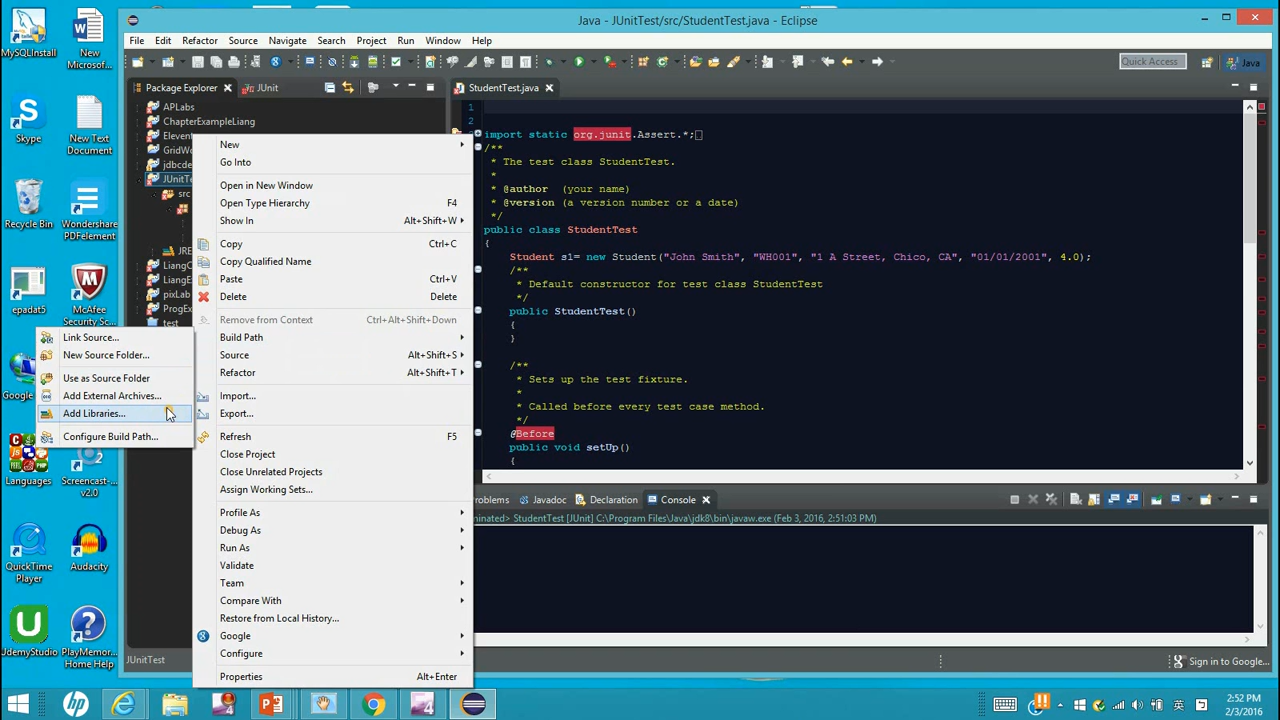 Java - JUnitTest/src/StudentTest.java - Eclipse
File Edit Refactor Source Navigate Search Project Run Window Help
Quick Access
Java
Package Explorer
JUnit
APLabs
ChapterExampleLiang
Eleven
GridWo
jdbcde
JUnitTe
src
JRE
LiangC
LiangE
pixLab
ProgEx
test
New
Go Into
Open in New Window
Open Type Hierarchy F4
Show In Alt+Shift+W
Copy Ctrl+C
Copy Qualified Name
Paste Ctrl+V
Delete Delete
Remove from Context Ctrl+Alt+Shift+Down
Build Path
Source Alt+Shift+S
Refactor Alt+Shift+T
Import...
Export...
Refresh F5
Close Project
Close Unrelated Projects
Assign Working Sets...
Profile As
Debug As
Run As
Validate
Team
Compare With
Restore from Local History...
Google
Configure
Properties Alt+Enter
Link Source...
New Source Folder...
Use as Source Folder
Add External Archives...
Add Libraries...
Configure Build Path...
StudentTest.java
1
2
import static org.junit.Assert.*;
3
/**
4
* The test class StudentTest.
5
*
6
* @author (your name)
* @version (a version number or a date)
*/
public class StudentTest
{
Student s1= new Student("John Smith", "WH001", "1 A Street, Chico, CA", "01/01/2001", 4.0);
/**
* Default constructor for test class StudentTest
*/
public StudentTest()
{
}
/**
* Sets up the test fixture.
*
* Called before every test case method.
*/
@Before
public void setUp()
{
roblems
Javadoc
Declaration
Console
minated> StudentTest [JUnit] C:\Program Files\Java\jdk8\bin\javaw.exe (Feb 3, 2016, 2:51:03 PM)
JUnitTest
Sign in to Google...
MySQLInstall
New
Microsof...
Skype
New Text
Document
Recycle Bin
Wondershare
PDFelement
epadat5
McAfee
Security Sc...
Google
Languages
Screencast-...
v2.0
QuickTime
Player
Audacity
UdemyStudio
PlayMemor...
Home Help
英
2:52 PM
2/3/2016